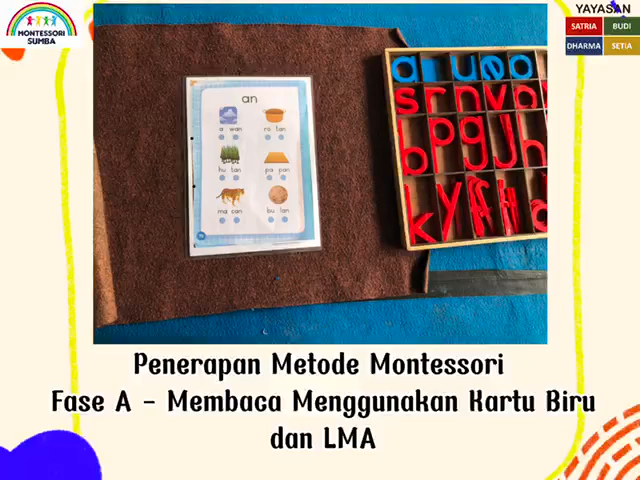 MONTESSORI
SUMBA
YAYASAN
SATRIA BUDI
DHARMA SETIA
an
a wan
ro tan
hu tan
pa pan
ma can
bu lan
a u e o
s r n v
b p g j h
k y f t d
Penerapan Metode Montessori
Fase A - Membaca Menggunakan Kartu Biru
dan LMA